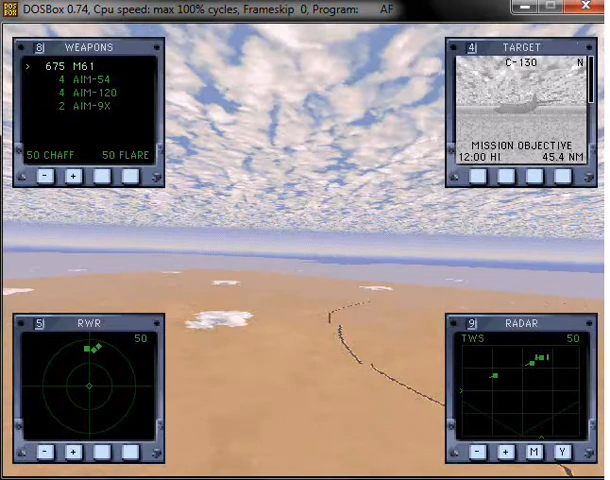 DOSBox 0.74, Cpu speed: max 100% cycles, Frameskip 0, Program: AF
8 WEAPONS
> 675 M61
4 AIM-54
4 AIM-120
2 AIM-9X
50 CHAFF 50 FLARE
- +
4 TARGET
C-130 N
MISSION OBJECTIVE
12:00 HI 45.4 NM
5 RWR
50
- +
9 RADAR
TWS 50
- + M Y